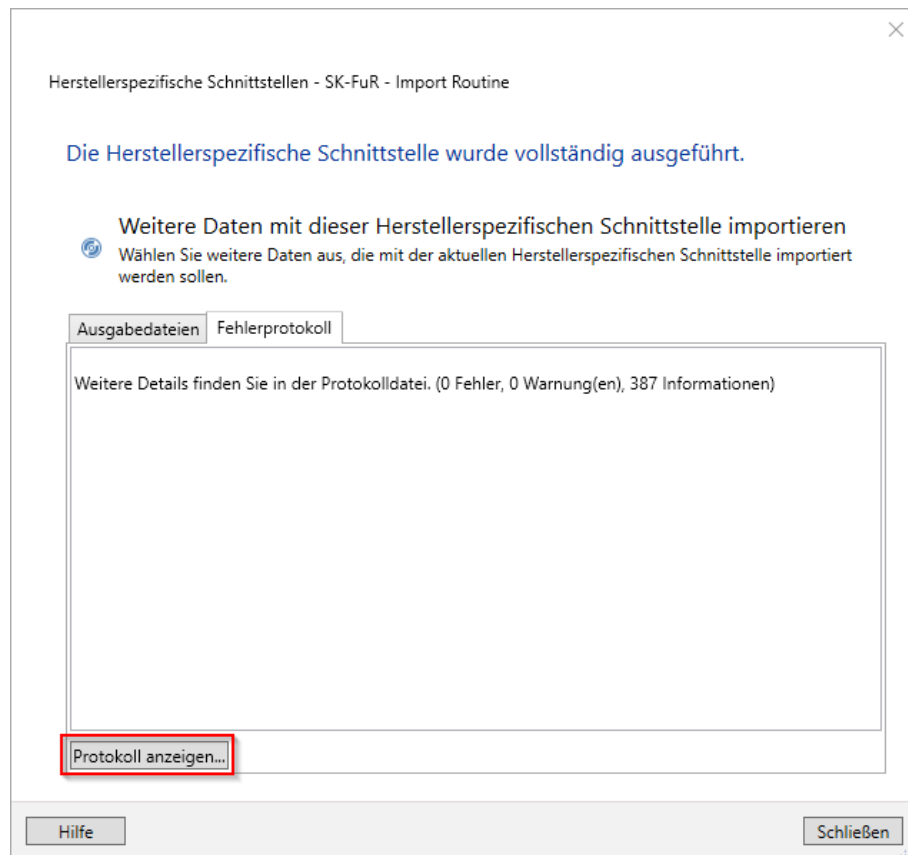 Herstellerspezifische Schnittstellen - SK-FuR - Import Routine
Die Herstellerspezifische Schnittstelle wurde vollständig ausgeführt.
Weitere Daten mit dieser Herstellerspezifischen Schnittstelle importieren
Wählen Sie weitere Daten aus, die mit der aktuellen Herstellerspezifischen Schnittstelle importiert
werden sollen.
Ausgabedateien Fehlerprotokoll
Weitere Details finden Sie in der Protokolldatei. (0 Fehler, 0 Warnung(en), 387 Informationen)
Protokoll anzeigen...
Hilfe Schließen